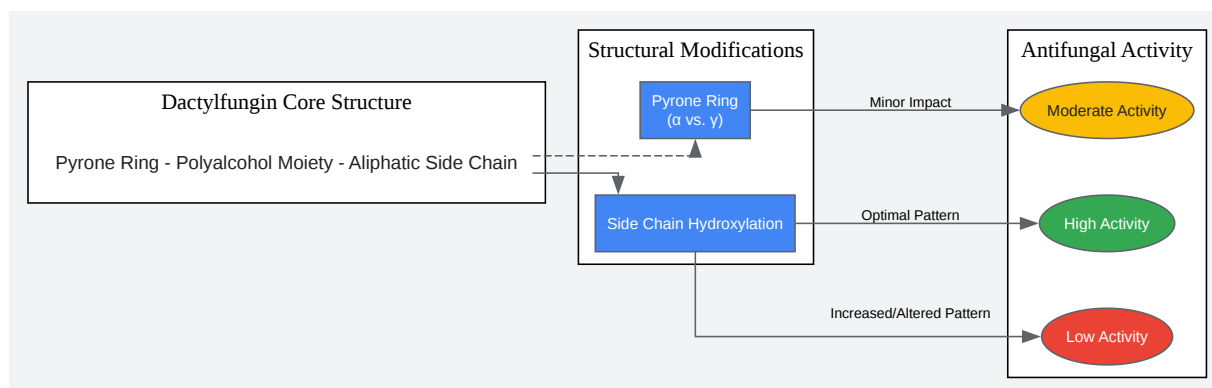 Dactylfungin Core Structure
Pyrone Ring - Polyalcohol Moiety - Aliphatic Side Chain
Structural Modifications
Pyrone Ring
(α vs. γ)
Side Chain Hydroxylation
Minor Impact
Optimal Pattern
Increased/Altered Pattern
Antifungal Activity
Moderate Activity
High Activity
Low Activity